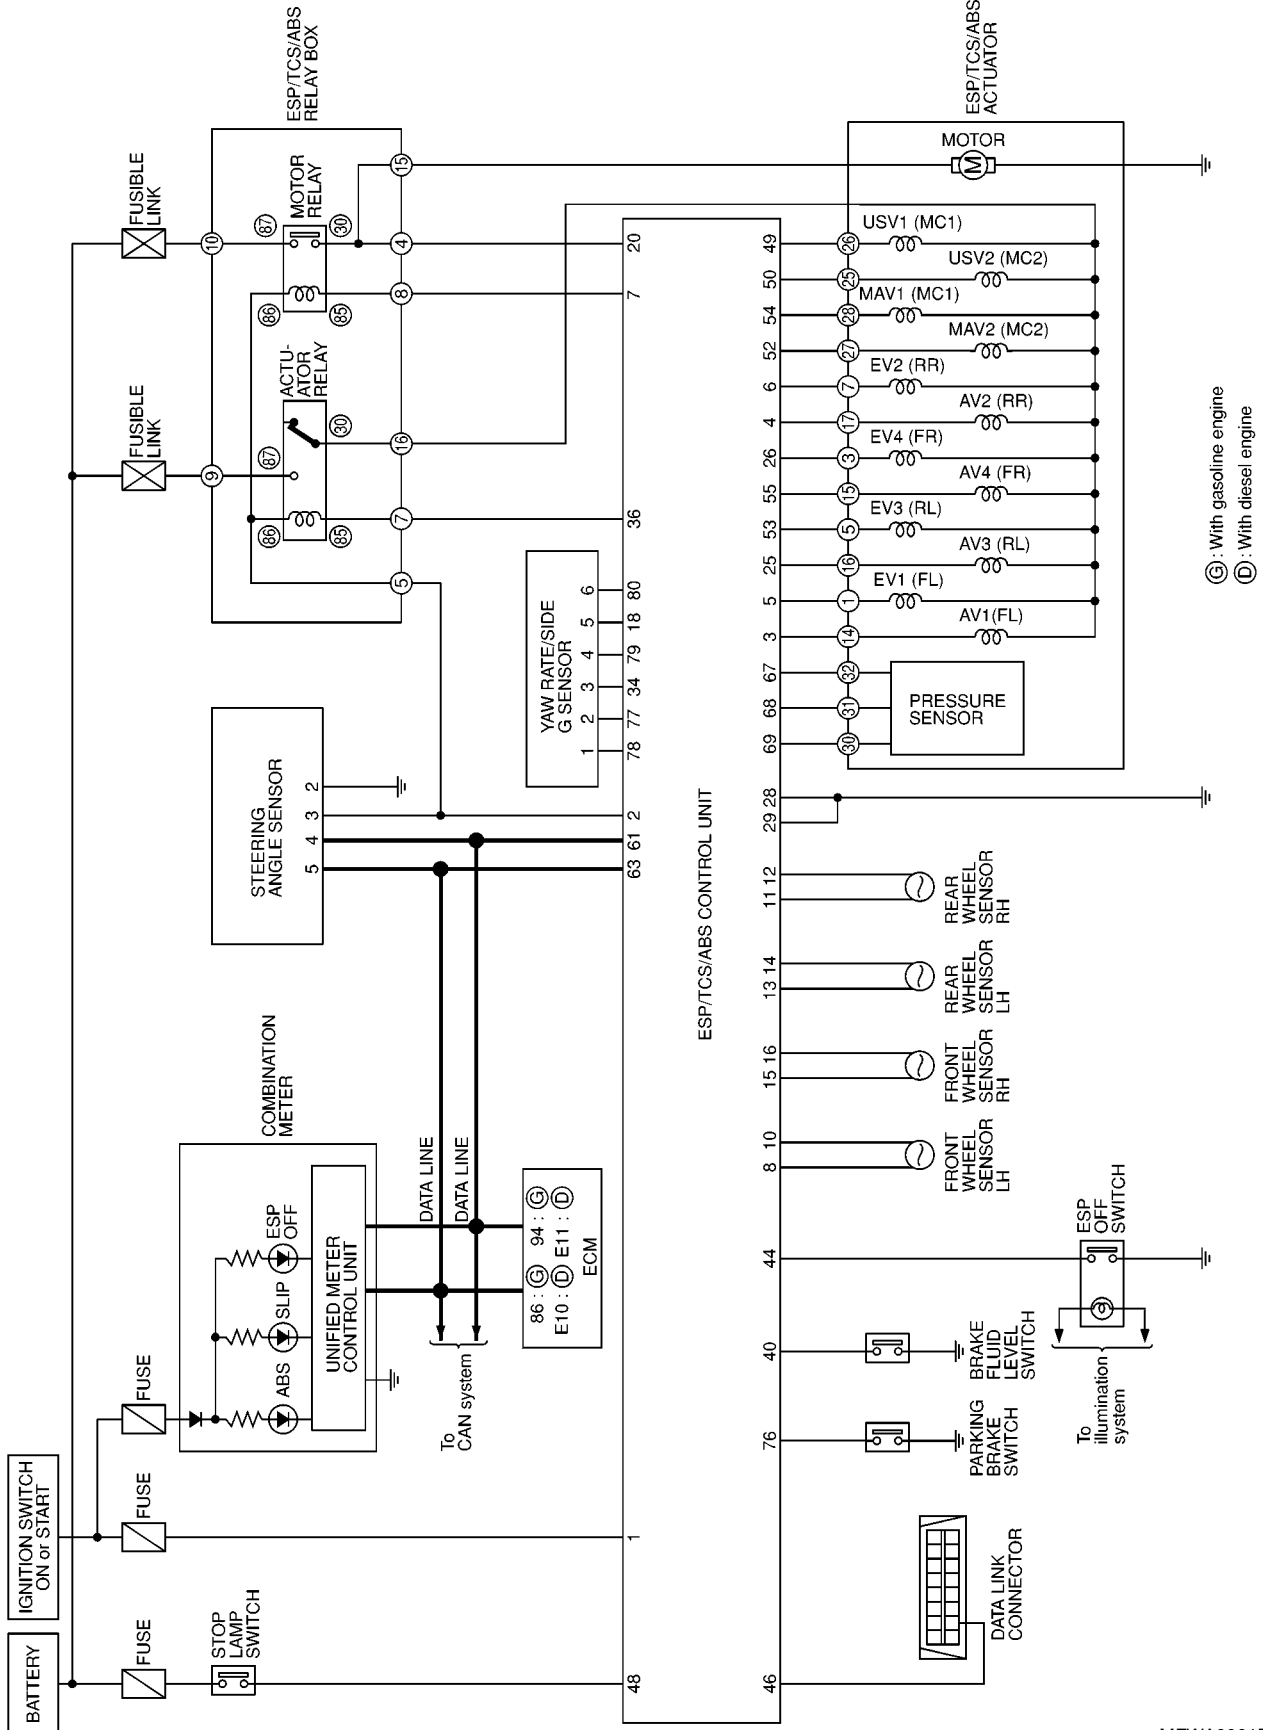 BATTERY
IGNITION SWITCH
ON or START
FUSE
FUSE
FUSE
FUSIBLE
LINK
FUSIBLE
LINK
STOP
LAMP
SWITCH
COMBINATION
METER
ABS
SLIP
ESP
OFF
UNIFIED METER
CONTROL UNIT
STEERING
ANGLE SENSOR
5 4 3 2
ESP/TCS/ABS
RELAY BOX
9 10
ACTU-
ATOR
RELAY
86 87
85 30
MOTOR
RELAY
86 87
85 30
5 7 16 8 4 15
DATA LINE
DATA LINE
To
CAN system
86 : G 94 : G
E10 : D E11 : D
ECM
YAW RATE/SIDE
G SENSOR
1 2 3 4 5 6
48 1 63 61 2 78 77 34 79 18 80 36 7 20
ESP/TCS/ABS CONTROL UNIT
46 76 40 44 8 10 15 16 13 14 11 12 29 28 69 68 67 3 5 25 53 55 26 4 6 52 54 50 49
30 31 32 14 1 16 5 15 3 17 7 27 28 25 26
DATA LINK
CONNECTOR
PARKING
BRAKE
SWITCH
BRAKE
FLUID
LEVEL
SWITCH
ESP
OFF
SWITCH
To
illumination
system
FRONT
WHEEL
SENSOR
LH
FRONT
WHEEL
SENSOR
RH
REAR
WHEEL
SENSOR
LH
REAR
WHEEL
SENSOR
RH
ESP/TCS/ABS
ACTUATOR
MOTOR
M
USV1 (MC1)
USV2 (MC2)
MAV1 (MC1)
MAV2 (MC2)
EV2 (RR)
AV2 (RR)
EV4 (FR)
AV4 (FR)
EV3 (RL)
AV3 (RL)
EV1 (FL)
AV1(FL)
PRESSURE
SENSOR
G : With gasoline engine
D : With diesel engine